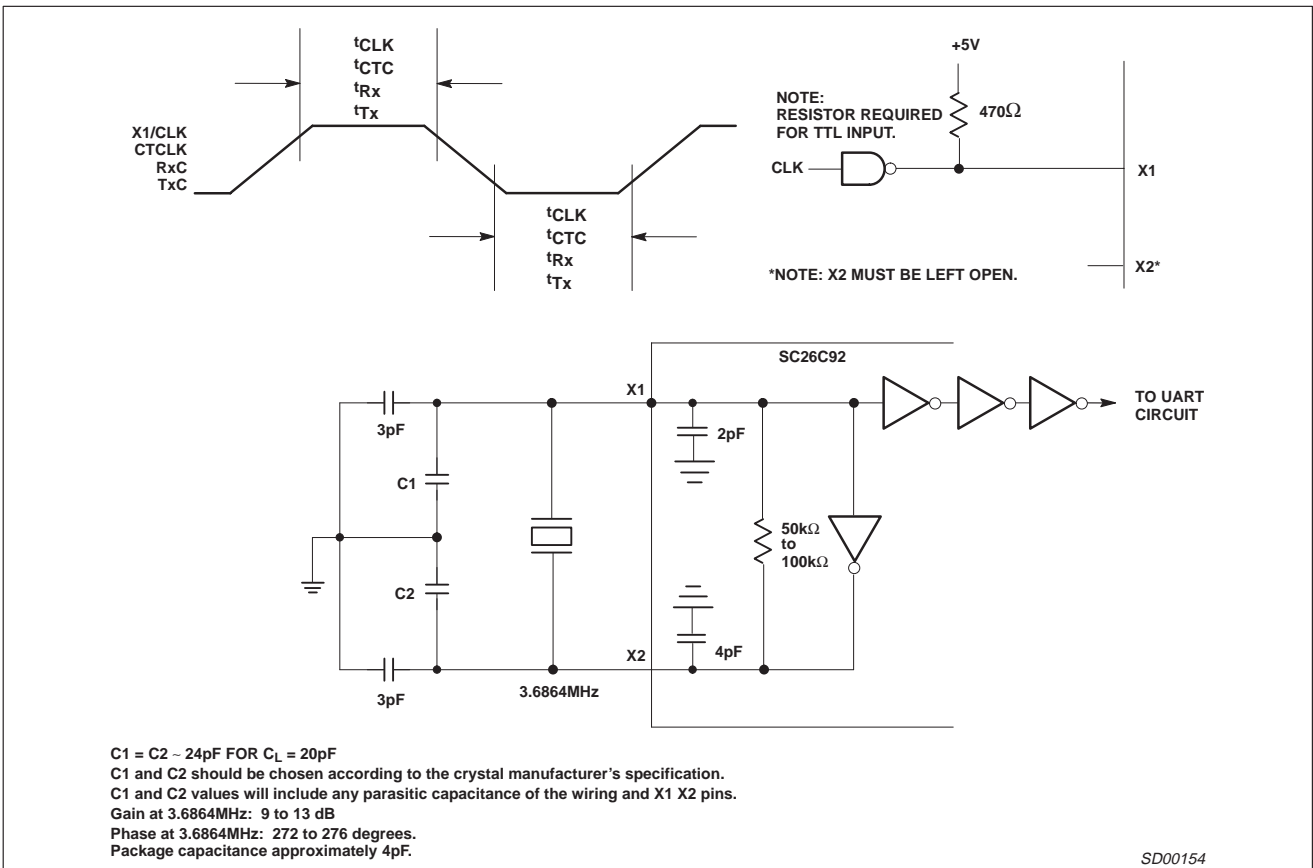 tCLK
tCTC
tRx
tTx
X1/CLK
CTCLK
RxC
TxC
tCLK
tCTC
tRx
tTx
+5V
NOTE:
RESISTOR REQUIRED
FOR TTL INPUT.
470Ω
CLK
X1
*NOTE: X2 MUST BE LEFT OPEN.
X2*
SC26C92
X1
3pF
2pF
TO UART
CIRCUIT
C1
50kΩ
to
100kΩ
C2
X2
4pF
3pF
3.6864MHz
C1 = C2 ~ 24pF FOR CL = 20pF
C1 and C2 should be chosen according to the crystal manufacturer's specification.
C1 and C2 values will include any parasitic capacitance of the wiring and X1 X2 pins.
Gain at 3.6864MHz: 9 to 13 dB
Phase at 3.6864MHz: 272 to 276 degrees.
Package capacitance approximately 4pF.
SD00154